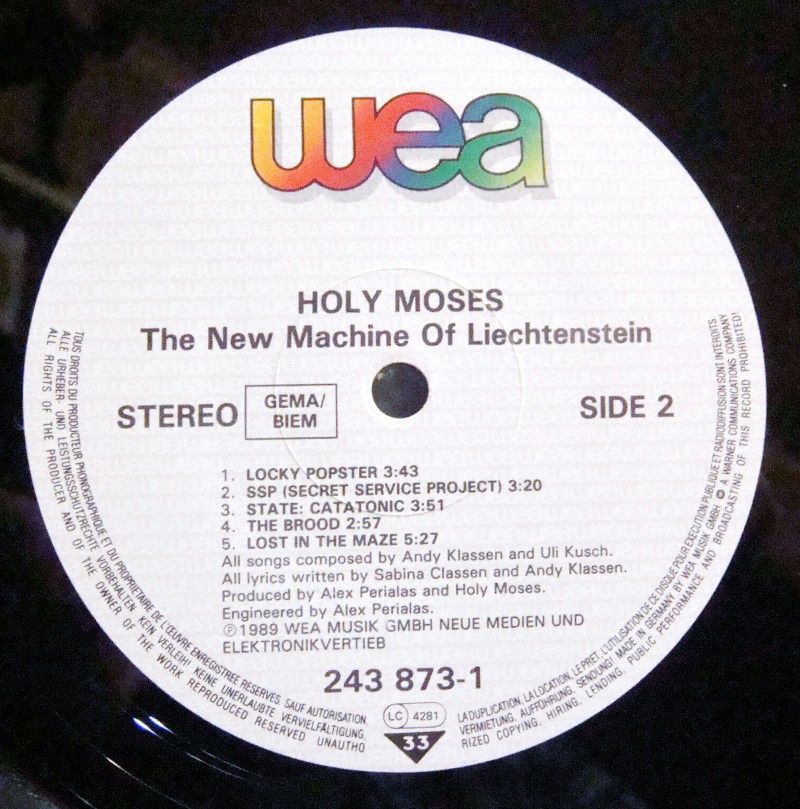 wea
HOLY MOSES
The New Machine Of Liechtenstein
STEREO
GEMA/
BIEM
SIDE 2
1. LOCKY POPSTER 3:43
2. SSP (SECRET SERVICE PROJECT) 3:20
3. STATE: CATATONIC 3:51
4. THE BROOD 2:57
5. LOST IN THE MAZE 5:27
All songs composed by Andy Klassen and Uli Kusch.
All lyrics written by Sabina Classen and Andy Klassen.
Produced by Alex Perialas and Holy Moses.
Engineered by Alex Perialas.
℗1989 WEA MUSIK GMBH NEUE MEDIEN UND
ELEKTRONIKVERTIEB
243 873-1
LC 4281
33
TOUS DROITS DU PRODUCTEUR PHONOGRAPHIQUE ET DU PROPRIETAIRE DE L'ŒUVRE ENREGISTREE RESERVES. SAUF AUTORISATION,
LA DUPLICATION, LA LOCATION, LE PRET, L'UTILISATION DE CE DISQUE POUR EXECUTION PUBLIQUE ET RADIODIFFUSION SONT INTERDITS.
ALLE URHEBER- UND LEISTUNGSSCHUTZRECHTE VORBEHALTEN. KEIN VERLEIH! KEINE UNERLAUBTE VERVIELFÄLTIGUNG,
VERMIETUNG, AUFFÜHRUNG, SENDUNG! MADE IN GERMANY BY WEA MUSIK GMBH A WARNER COMMUNICATIONS COMPANY
ALL RIGHTS OF THE PRODUCER AND OF THE OWNER OF THE WORK REPRODUCED RESERVED UNAUTHO
RIZED COPYING, HIRING, LENDING, PUBLIC PERFORMANCE AND BROADCASTING OF THIS RECORD PROHIBITED!